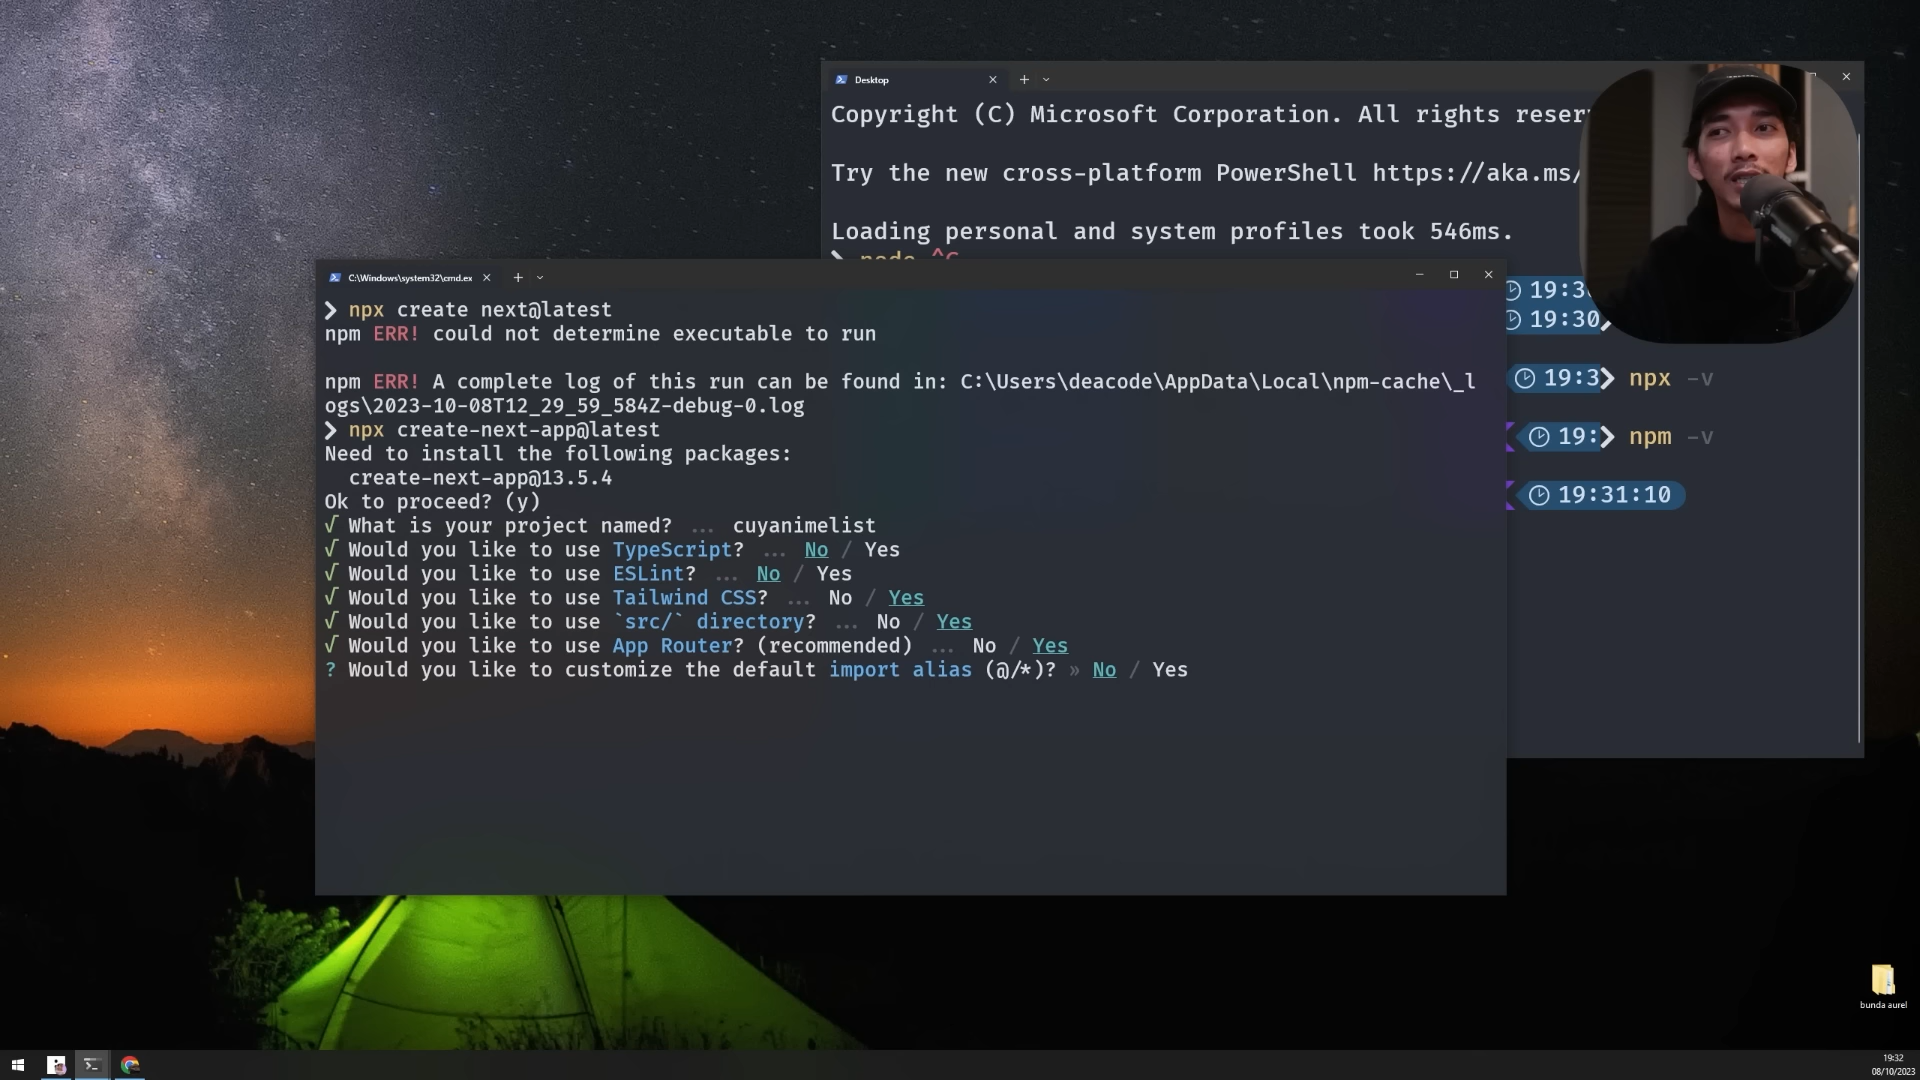 Desktop
Copyright (C) Microsoft Corporation. All rights reser
Try the new cross-platform PowerShell https://aka.ms/
Loading personal and system profiles took 546ms.
C:\Windows\system32\cmd.ex
❯ npx create next@latest
npm ERR! could not determine executable to run
npm ERR! A complete log of this run can be found in: C:\Users\deacode\AppData\Local\npm-cache\_l
ogs\2023-10-08T12_29_59_584Z-debug-0.log
❯ npx create-next-app@latest
Need to install the following packages:
create-next-app@13.5.4
Ok to proceed? (y)
√ What is your project named? ... cuyanimelist
√ Would you like to use TypeScript? ... No / Yes
√ Would you like to use ESLint? ... No / Yes
√ Would you like to use Tailwind CSS? ... No / Yes
√ Would you like to use `src/` directory? ... No / Yes
√ Would you like to use App Router? (recommended) ... No / Yes
? Would you like to customize the default import alias (@/*)? » No / Yes
19:30
19:3❯ npx -v
19:❯ npm -v
19:31:10
bunda aurel
19:32
08/10/2023